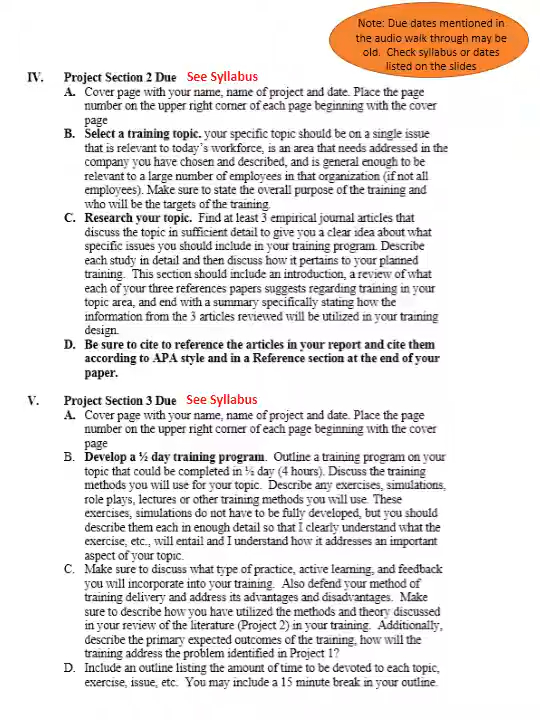 Note: Due dates mentioned in
the audio walk through may be
old. Check syllabus or dates
listed on the slides
IV. Project Section 2 Due See Syllabus
A. Cover page with your name, name of project and date. Place the page
number on the upper right corner of each page beginning with the cover
page
B. Select a training topic. your specific topic should be on a single issue
that is relevant to today's workforce, is an area that needs addressed in the
company you have chosen and described, and is general enough to be
relevant to a large number of employees in that organization (if not all
employees). Make sure to state the overall purpose of the training and
who will be the targets of the training.
C. Research your topic. Find at least 3 empirical journal articles that
discuss the topic in sufficient detail to give you a clear idea about what
specific issues you should include in your training program. Describe
each study in detail and then discuss how it pertains to your planned
training. This section should include an introduction, a review of what
each of your three references papers suggests regarding training in your
topic area, and end with a summary specifically stating how the
information from the 3 articles reviewed will be utilized in your training
design.
D. Be sure to cite to reference the articles in your report and cite them
according to APA style and in a Reference section at the end of your
paper.
V. Project Section 3 Due See Syllabus
A. Cover page with your name, name of project and date. Place the page
number on the upper right corner of each page beginning with the cover
page
B. Develop a ½ day training program. Outline a training program on your
topic that could be completed in ½ day (4 hours). Discuss the training
methods you will use for your topic. Describe any exercises, simulations,
role plays, lectures or other training methods you will use. These
exercises, simulations do not have to be fully developed, but you should
describe them each in enough detail so that I clearly understand what the
exercise, etc., will entail and I understand how it addresses an important
aspect of your topic.
C. Make sure to discuss what type of practice, active learning, and feedback
you will incorporate into your training. Also defend your method of
training delivery and address its advantages and disadvantages. Make
sure to describe how you have utilized the methods and theory discussed
in your review of the literature (Project 2) in your training. Additionally,
describe the primary expected outcomes of the training, how will the
training address the problem identified in Project 1?
D. Include an outline listing the amount of time to be devoted to each topic,
exercise, issue, etc. You may include a 15 minute break in your outline.